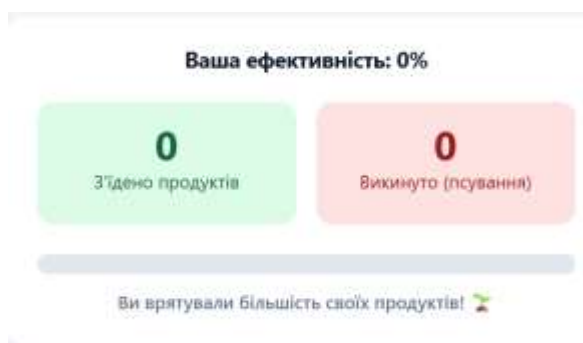 Ваша ефективність: 0%
0
З'їдено продуктів
0
Викинуто (псування)
Ви врятували більшість своїх продуктів! 🌱